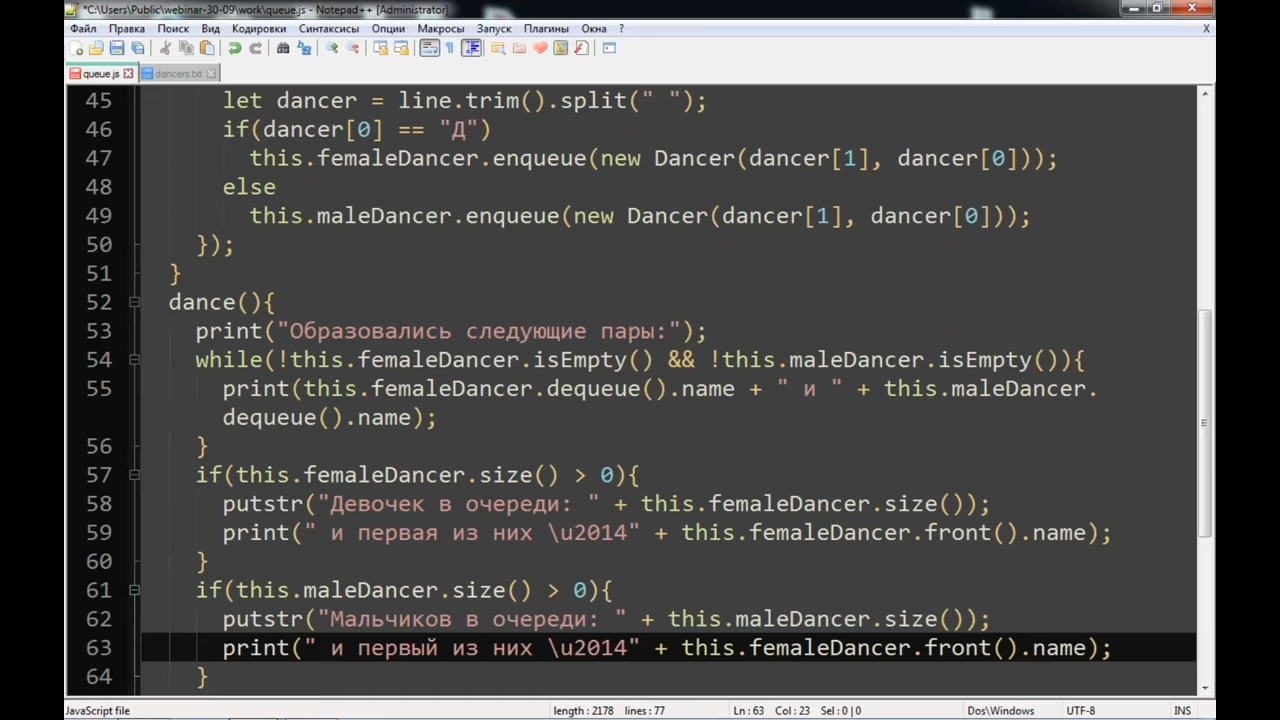 *C:\Users\Public\webinar-30-09\work\queue.js - Notepad++ [Administrator]
Файл Правка Поиск Вид Кодировки Синтаксисы Опции Макросы Запуск Плагины Окна ? X
queue.js dancers.txt
45 let dancer = line.trim().split(" ");
46 if(dancer[0] == "Д")
47 this.femaleDancer.enqueue(new Dancer(dancer[1], dancer[0]));
48 else
49 this.maleDancer.enqueue(new Dancer(dancer[1], dancer[0]));
50 });
51 }
52 dance(){
53 print("Образовались следующие пары:");
54 while(!this.femaleDancer.isEmpty() && !this.maleDancer.isEmpty()){
55 print(this.femaleDancer.dequeue().name + " и " + this.maleDancer.
dequeue().name);
56 }
57 if(this.femaleDancer.size() > 0){
58 putstr("Девочек в очереди: " + this.femaleDancer.size());
59 print(" и первая из них \u2014" + this.femaleDancer.front().name);
60 }
61 if(this.maleDancer.size() > 0){
62 putstr("Мальчиков в очереди: " + this.maleDancer.size());
63 print(" и первый из них \u2014" + this.femaleDancer.front().name);
64 }
JavaScript file length : 2178 lines : 77 Ln : 63 Col : 23 Sel : 0 | 0 Dos\Windows UTF-8 INS